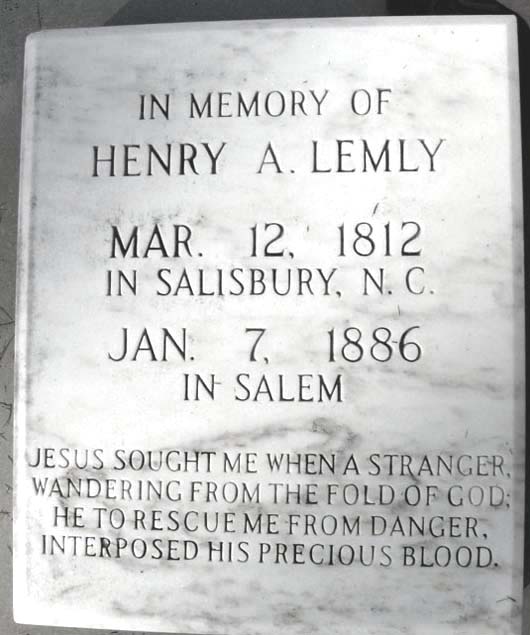 IN MEMORY OF
HENRY A. LEMLY
MAR. 12, 1812
IN SALISBURY, N. C.
JAN. 7, 1886
IN SALEM
JESUS SOUGHT ME WHEN A STRANGER,
WANDERING FROM THE FOLD OF GOD;
HE TO RESCUE ME FROM DANGER,
INTERPOSED HIS PRECIOUS BLOOD.